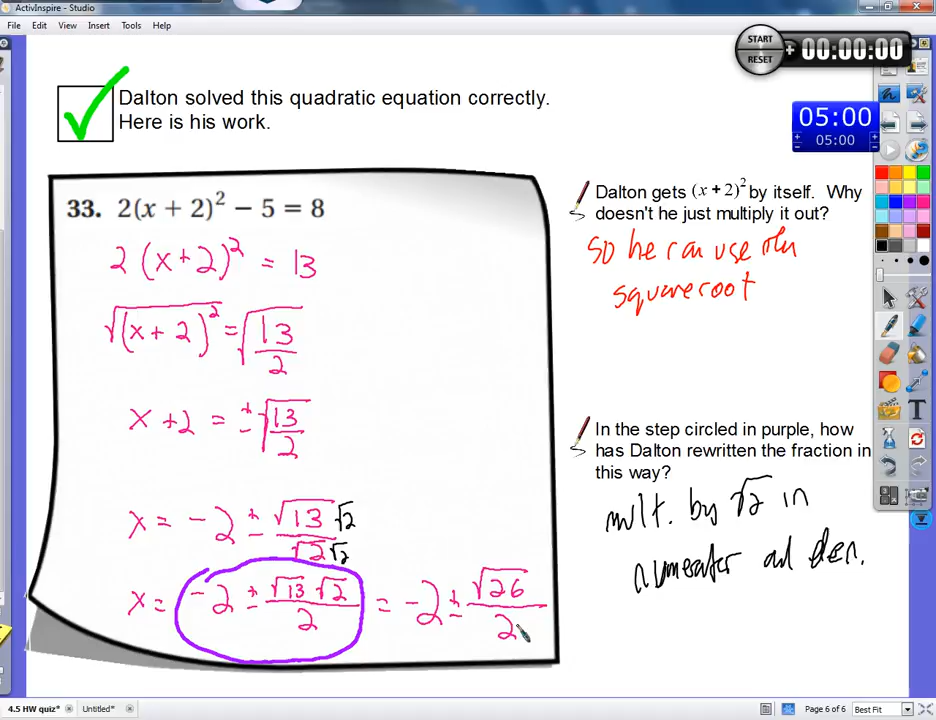 ActivInspire - Studio
File Edit View Insert Tools Help
START
RESET
00:00:00
05:00
05:00
Dalton solved this quadratic equation correctly.
Here is his work.
33. 2(x + 2)² − 5 = 8
2(x+2)² = 13
√(x+2)² = √13/2
x+2 = ±√13/2
x = -2 ± √13 √2 / √2 √2
x = -2 ± √13 √2 / 2 = -2 ± √26 / 2
Dalton gets (x + 2)² by itself. Why
doesn't he just multiply it out?
so he can use
square root
In the step circled in purple, how
has Dalton rewritten the fraction in
this way?
mult. by √2 in
numerator ad den.
4.5 HW quiz* Untitled*
Page 6 of 6 Best Fit